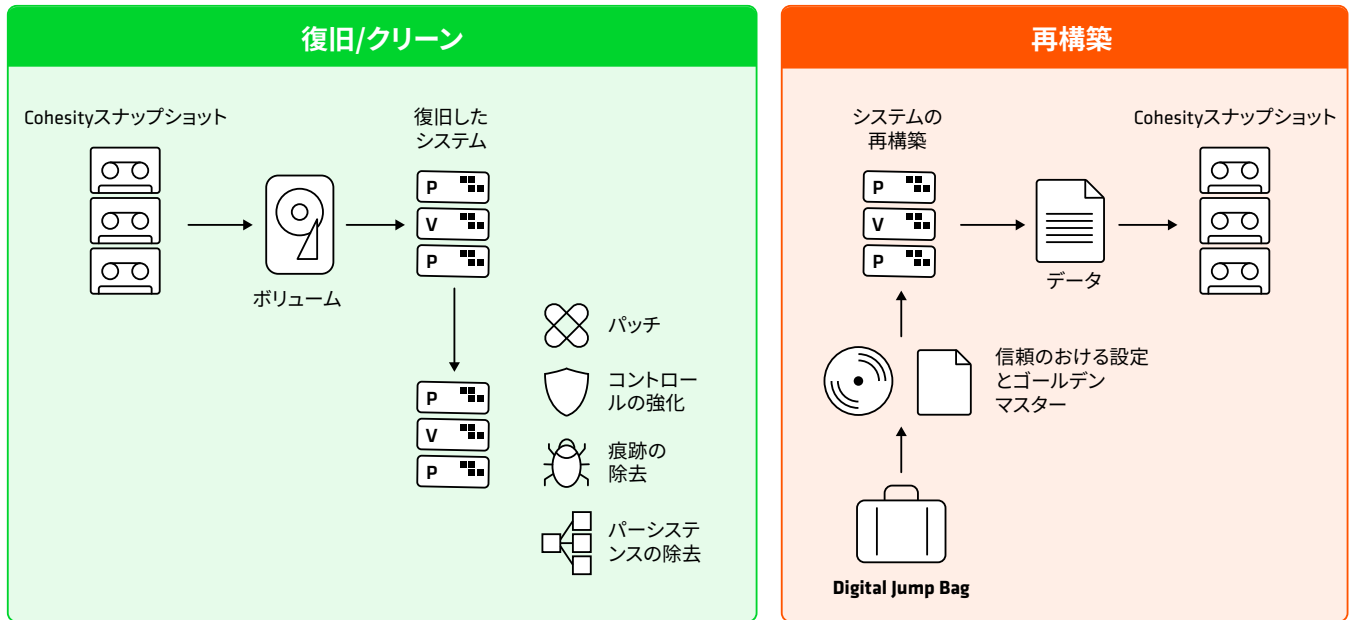 復旧/クリーン
Cohesityスナップショット
ボリューム
復旧した
システム
P
V
P
P
V
P
パッチ
コントロー
ルの強化
痕跡の
除去
パーシステ
ンスの除去
再構築
システムの
再構築
P
V
P
データ
Cohesityスナップショット
信頼のおける設定
とゴールデン
マスター
Digital Jump Bag